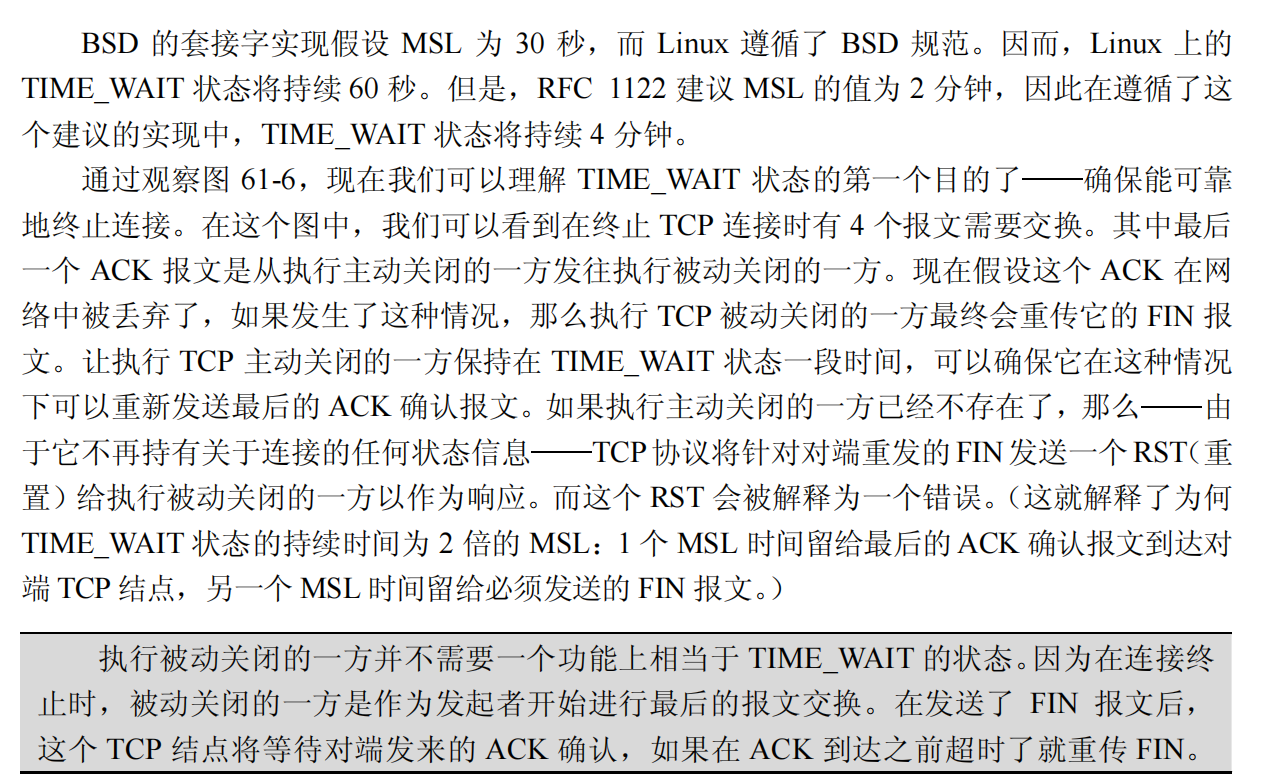 BSD 的套接字实现假设 MSL 为 30 秒，而 Linux 遵循了 BSD 规范。因而，Linux 上的
TIME_WAIT 状态将持续 60 秒。但是，RFC 1122 建议 MSL 的值为 2 分钟，因此在遵循了这
个建议的实现中，TIME_WAIT 状态将持续 4 分钟。
通过观察图 61-6，现在我们可以理解 TIME_WAIT 状态的第一个目的了——确保能可靠
地终止连接。在这个图中，我们可以看到在终止 TCP 连接时有 4 个报文需要交换。其中最后
一个 ACK 报文是从执行主动关闭的一方发往执行被动关闭的一方。现在假设这个 ACK 在网
络中被丢弃了，如果发生了这种情况，那么执行 TCP 被动关闭的一方最终会重传它的 FIN 报
文。让执行 TCP 主动关闭的一方保持在 TIME_WAIT 状态一段时间，可以确保它在这种情况
下可以重新发送最后的 ACK 确认报文。如果执行主动关闭的一方已经不存在了，那么——由
于它不再持有关于连接的任何状态信息——TCP 协议将针对对端重发的 FIN 发送一个 RST（重
置）给执行被动关闭的一方以作为响应。而这个 RST 会被解释为一个错误。（这就解释了为何
TIME_WAIT 状态的持续时间为 2 倍的 MSL：1 个 MSL 时间留给最后的 ACK 确认报文到达对
端 TCP 结点，另一个 MSL 时间留给必须发送的 FIN 报文。）
执行被动关闭的一方并不需要一个功能上相当于 TIME_WAIT 的状态。因为在连接终
止时，被动关闭的一方是作为发起者开始进行最后的报文交换。在发送了 FIN 报文后，
这个 TCP 结点将等待对端发来的 ACK 确认，如果在 ACK 到达之前超时了就重传 FIN。